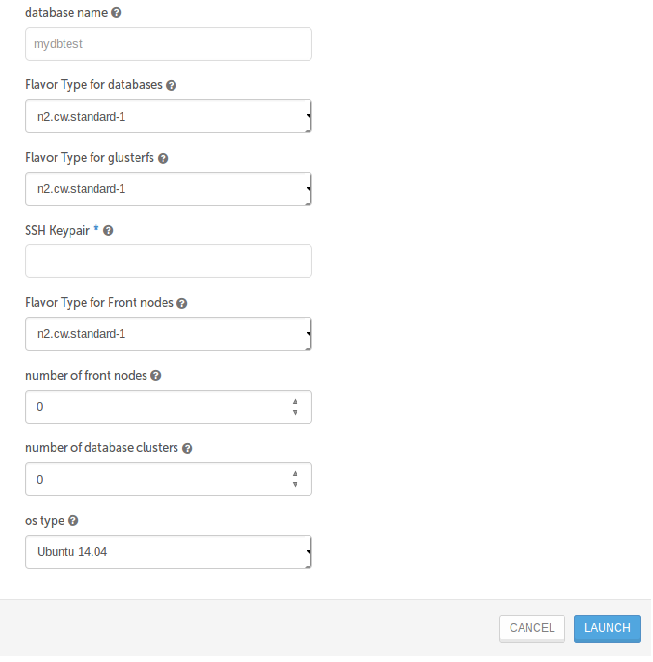 database name ?
mydbtest
Flavor Type for databases ?
n2.cw.standard-1
Flavor Type for glusterfs ?
n2.cw.standard-1
SSH Keypair * ?
Flavor Type for Front nodes ?
n2.cw.standard-1
number of front nodes ?
0
number of database clusters ?
0
os type ?
Ubuntu 14.04
CANCEL LAUNCH